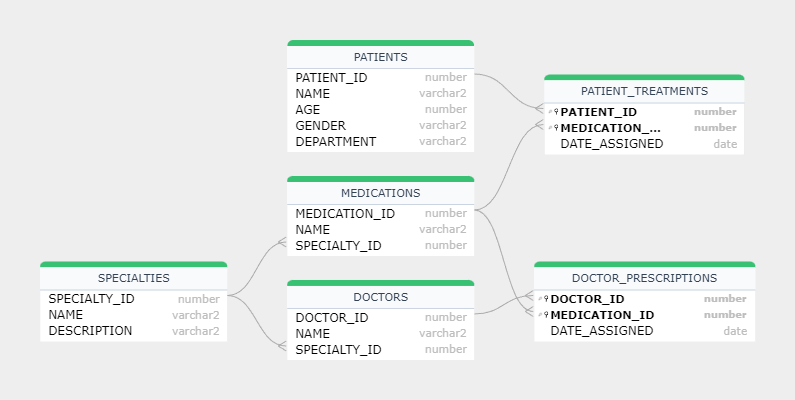 PATIENTS
PATIENT_ID number
NAME varchar2
AGE number
GENDER varchar2
DEPARTMENT varchar2
PATIENT_TREATMENTS
PATIENT_ID number
MEDICATION_... number
DATE_ASSIGNED date
MEDICATIONS
MEDICATION_ID number
NAME varchar2
SPECIALTY_ID number
SPECIALTIES
SPECIALTY_ID number
NAME varchar2
DESCRIPTION varchar2
DOCTORS
DOCTOR_ID number
NAME varchar2
SPECIALTY_ID number
DOCTOR_PRESCRIPTIONS
DOCTOR_ID number
MEDICATION_ID number
DATE_ASSIGNED date